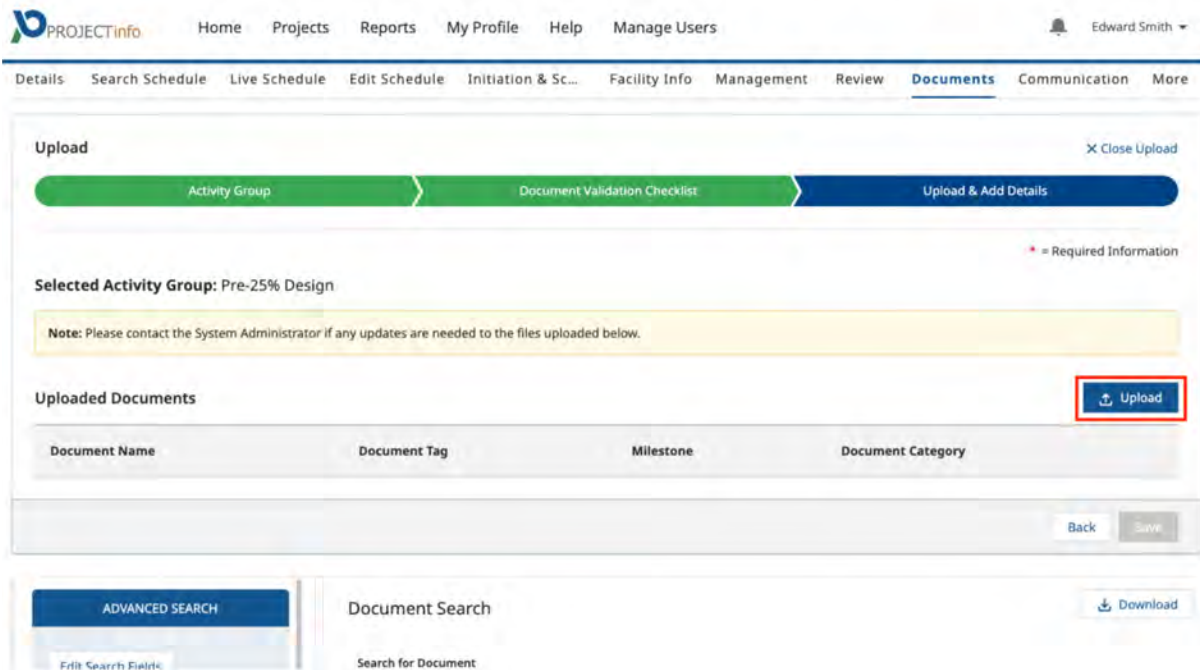 PROJECTinfo Home Projects Reports My Profile Help Manage Users Edward Smith
Details Search Schedule Live Schedule Edit Schedule Initiation & Sc... Facility Info Management Review Documents Communication More
Upload
× Close Upload
Activity Group Document Validation Checklist Upload & Add Details
* = Required Information
Selected Activity Group: Pre-25% Design
Note: Please contact the System Administrator if any updates are needed to the files uploaded below.
Uploaded Documents
Upload
Document Name Document Tag Milestone Document Category
Back Save
ADVANCED SEARCH
Edit Search Fields
Document Search
Download
Search for Document